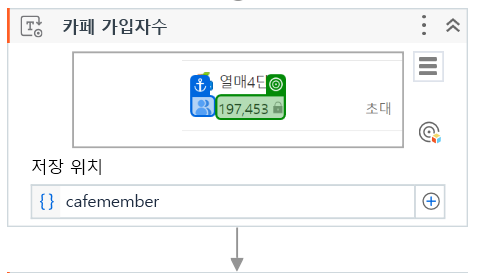 카페 가입자수
열매4단
197,453
초대
저장 위치
{ } cafemember